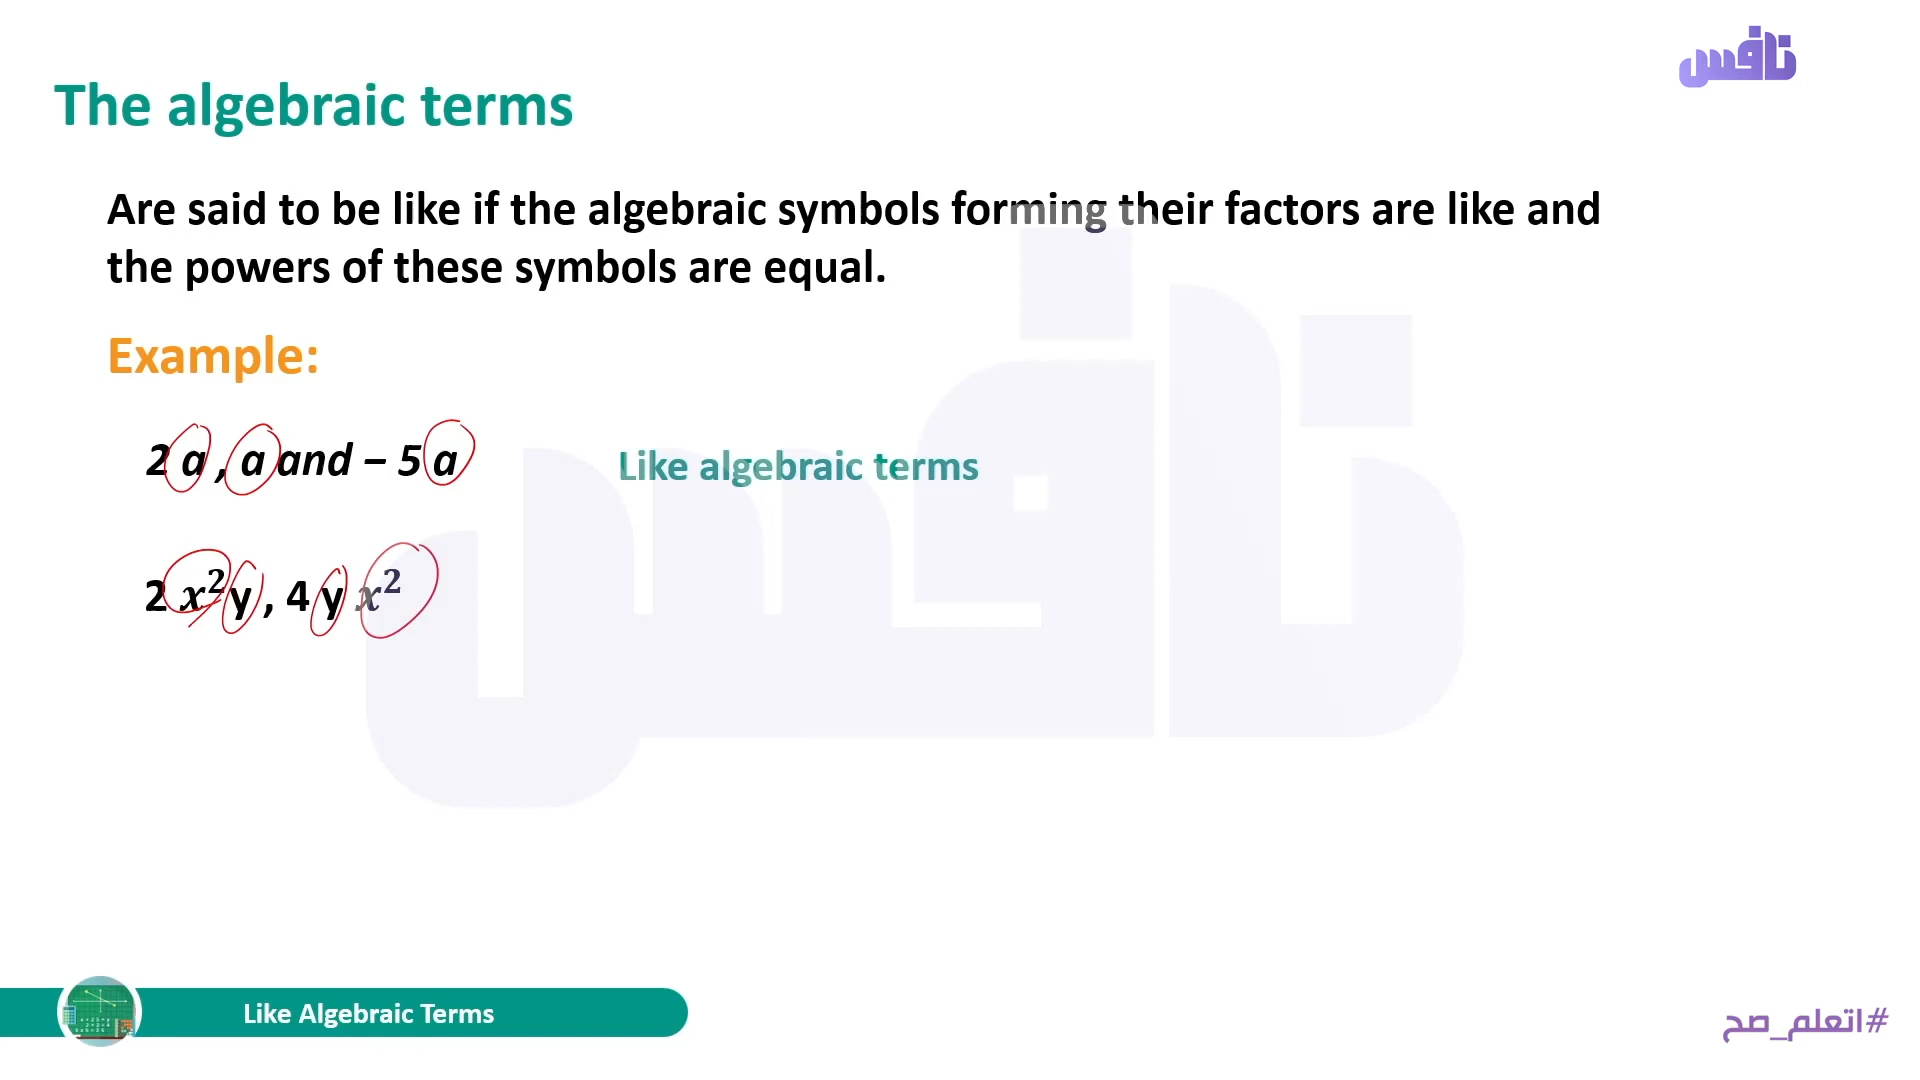 نافس
The algebraic terms
Are said to be like if the algebraic symbols forming their factors are like and
the powers of these symbols are equal.
Example:
2 a , a and – 5 a
Like algebraic terms
2 x² y , 4 y x²
نافس
Like Algebraic Terms
#اتعلم_صح